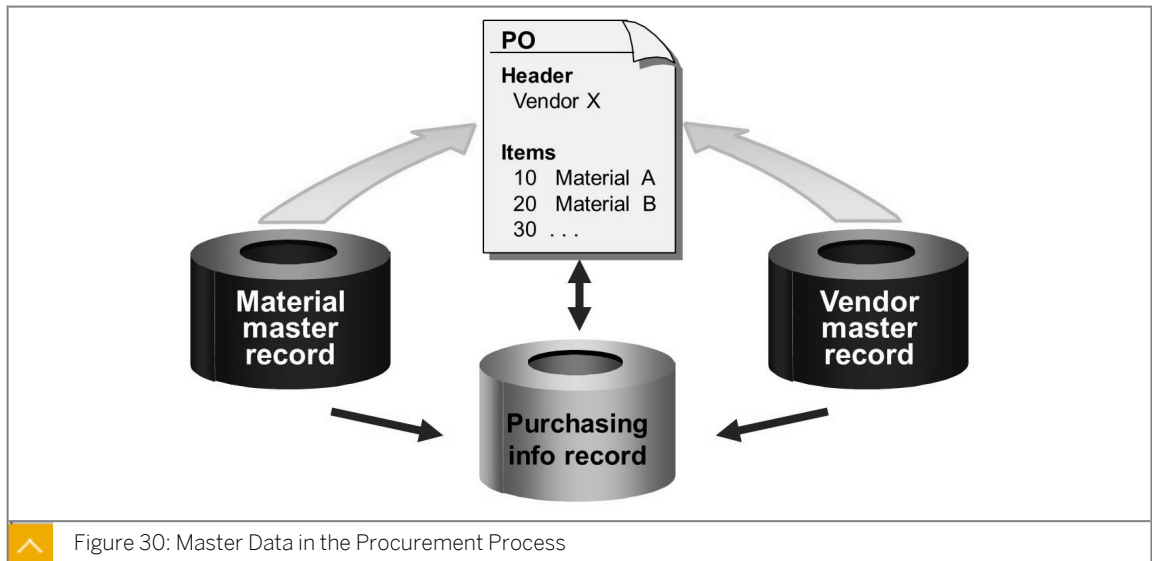 PO
Header
Vendor X
Items
10 Material A
20 Material B
30 . . .
Material
master
record
Vendor
master
record
Purchasing
info record
Figure 30: Master Data in the Procurement Process